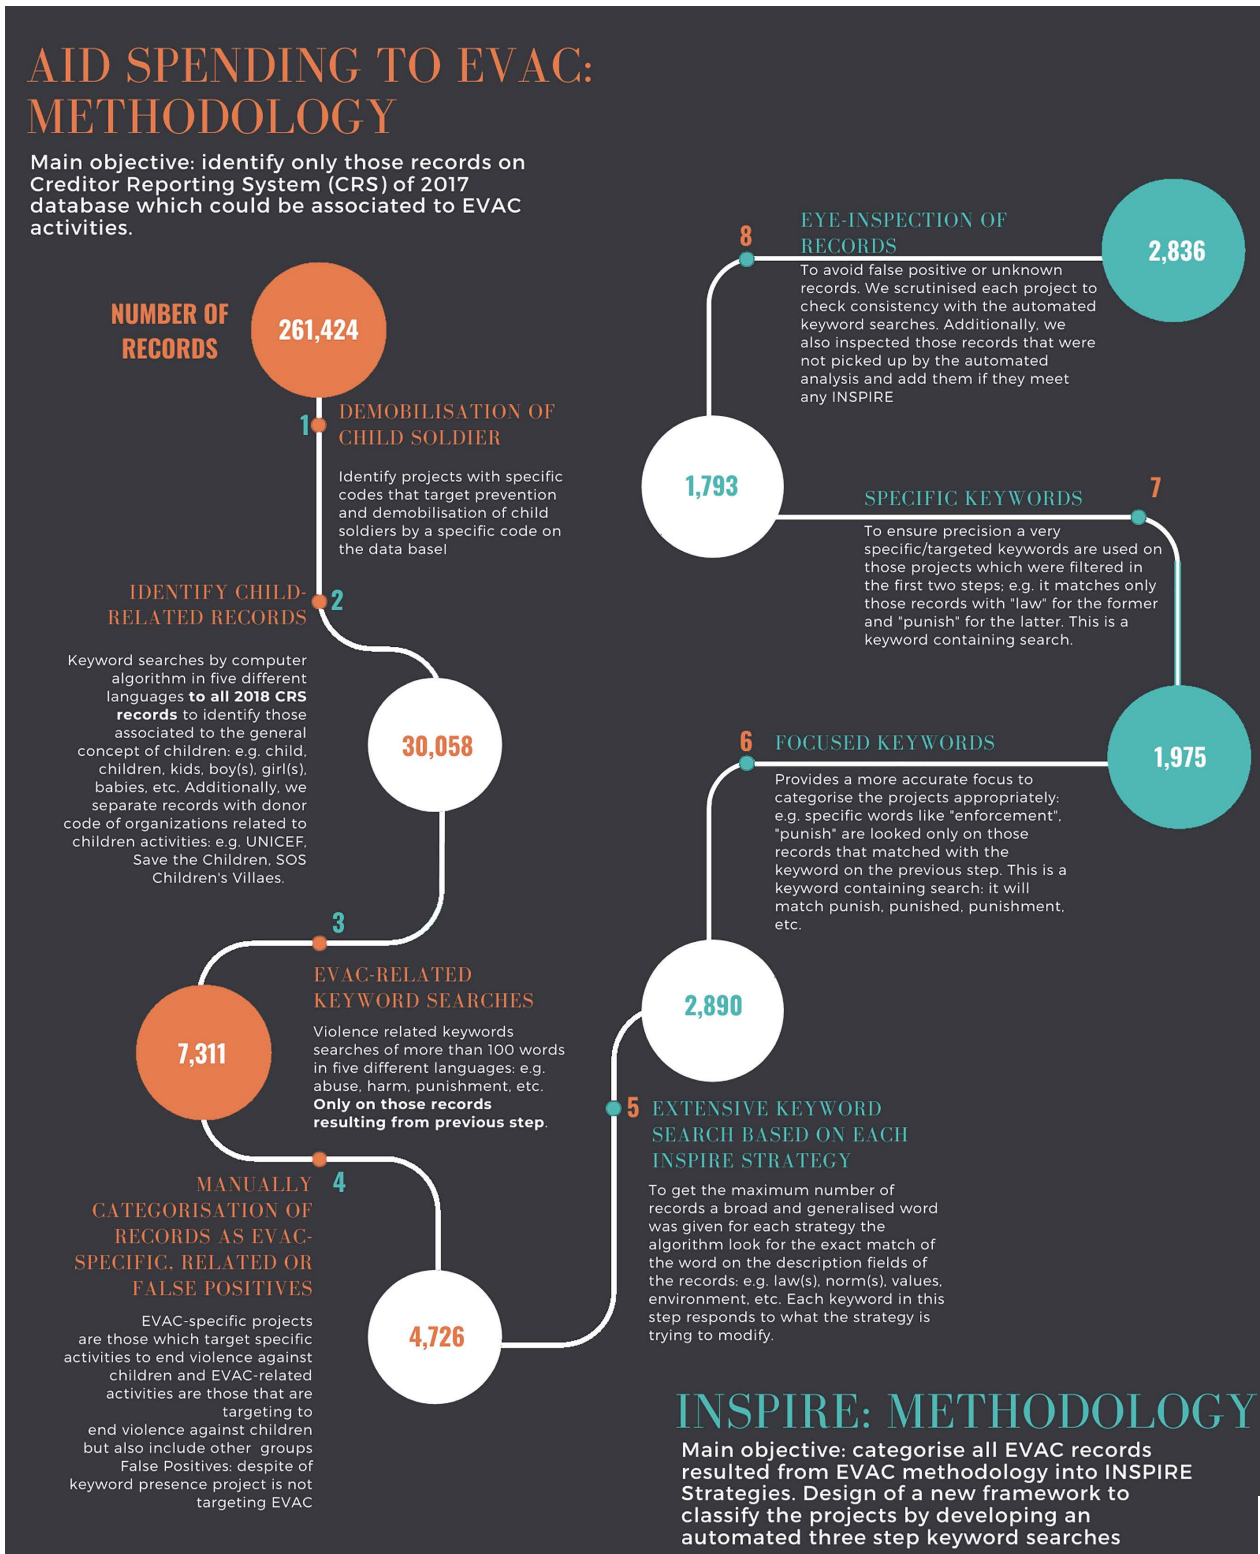 AID SPENDING TO EVAC:
METHODOLOGY
Main objective: identify only those records on
Creditor Reporting System (CRS) of 2017
database which could be associated to EVAC
activities.
NUMBER OF
RECORDS
261,424
1
DEMOBILISATION OF
CHILD SOLDIER
Identify projects with specific
codes that target prevention
and demobilisation of child
soldiers by a specific code on
the data basel
IDENTIFY CHILD-
RELATED RECORDS
2
Keyword searches by computer
algorithm in five different
languages to all 2018 CRS
records to identify those
associated to the general
concept of children: e.g. child,
children, kids, boy(s), girl(s),
babies, etc. Additionally, we
separate records with donor
code of organizations related to
children activities: e.g. UNICEF,
Save the Children, SOS
Children's Villaes.
30,058
3
EVAC-RELATED
KEYWORD SEARCHES
Violence related keywords
searches of more than 100 words
in five different languages: e.g.
abuse, harm, punishment, etc.
Only on those records
resulting from previous step.
7,311
4
MANUALLY
CATEGORISATION OF
RECORDS AS EVAC-
SPECIFIC, RELATED OR
FALSE POSITIVES
EVAC-specific projects
are those which target specific
activities to end violence against
children and EVAC-related
activities are those that are
targeting to
end violence against children
but also include other groups
False Positives: despite of
keyword presence project is not
targeting EVAC
4,726
5
EXTENSIVE KEYWORD
SEARCH BASED ON EACH
INSPIRE STRATEGY
To get the maximum number of
records a broad and generalised word
was given for each strategy the
algorithm look for the exact match of
the word on the description fields of
the records: e.g. law(s), norm(s), values,
environment, etc. Each keyword in this
step responds to what the strategy is
trying to modify.
2,890
6
FOCUSED KEYWORDS
Provides a more accurate focus to
categorise the projects appropriately:
e.g. specific words like "enforcement",
"punish" are looked only on those
records that matched with the
keyword on the previous step. This is a
keyword containing search: it will
match punish, punished, punishment,
etc.
1,975
7
SPECIFIC KEYWORDS
To ensure precision a very
specific/targeted keywords are used on
those projects which were filtered in
the first two steps; e.g. it matches only
those records with "law" for the former
and "punish" for the latter. This is a
keyword containing search.
1,793
8
EYE-INSPECTION OF
RECORDS
To avoid false positive or unknown
records. We scrutinised each project to
check consistency with the automated
keyword searches. Additionally, we
also inspected those records that were
not picked up by the automated
analysis and add them if they meet
any INSPIRE
2,836
INSPIRE: METHODOLOGY
Main objective: categorise all EVAC records
resulted from EVAC methodology into INSPIRE
Strategies. Design of a new framework to
classify the projects by developing an
automated three step keyword searches